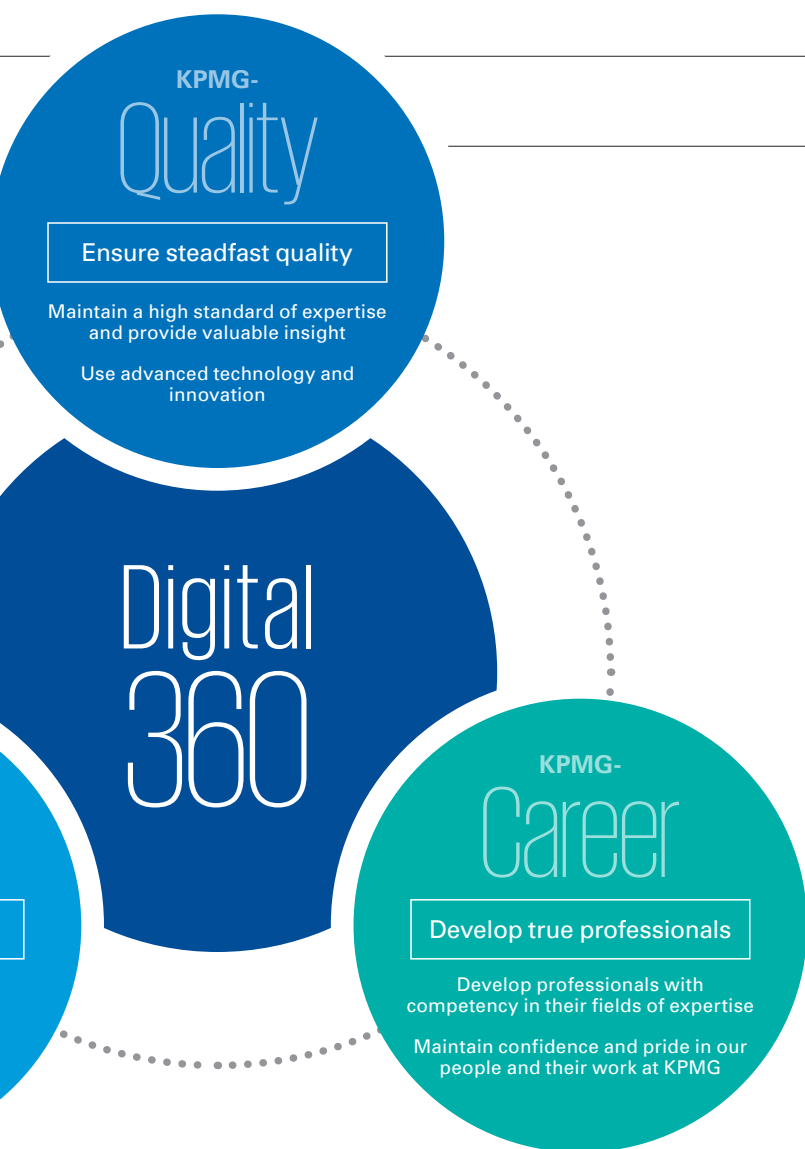 KPMG-
Quality
Ensure steadfast quality
Maintain a high standard of expertise
and provide valuable insight
Use advanced technology and
innovation
Digital
360
KPMG-
Career
Develop true professionals
Develop professionals with
competency in their fields of expertise
Maintain confidence and pride in our
people and their work at KPMG